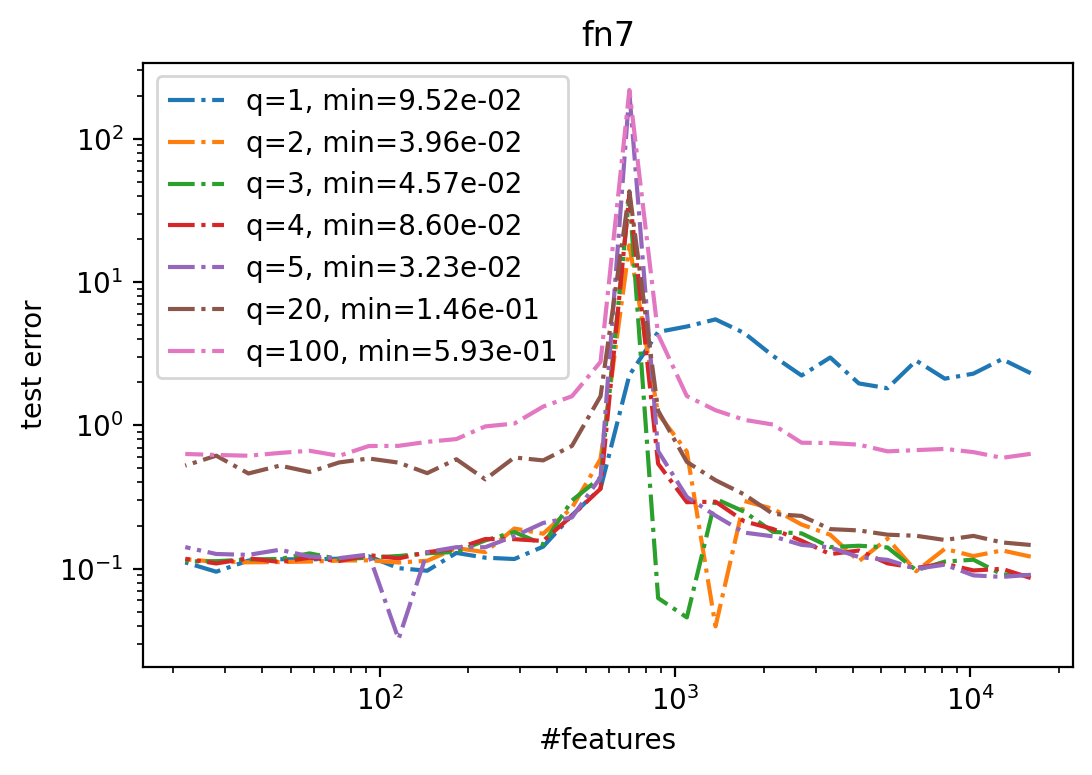 fn7
q=1, min=9.52e-02
q=2, min=3.96e-02
q=3, min=4.57e-02
q=4, min=8.60e-02
q=5, min=3.23e-02
q=20, min=1.46e-01
q=100, min=5.93e-01
test error
10²
10¹
10⁰
10⁻¹
10² 10³ 10⁴
#features